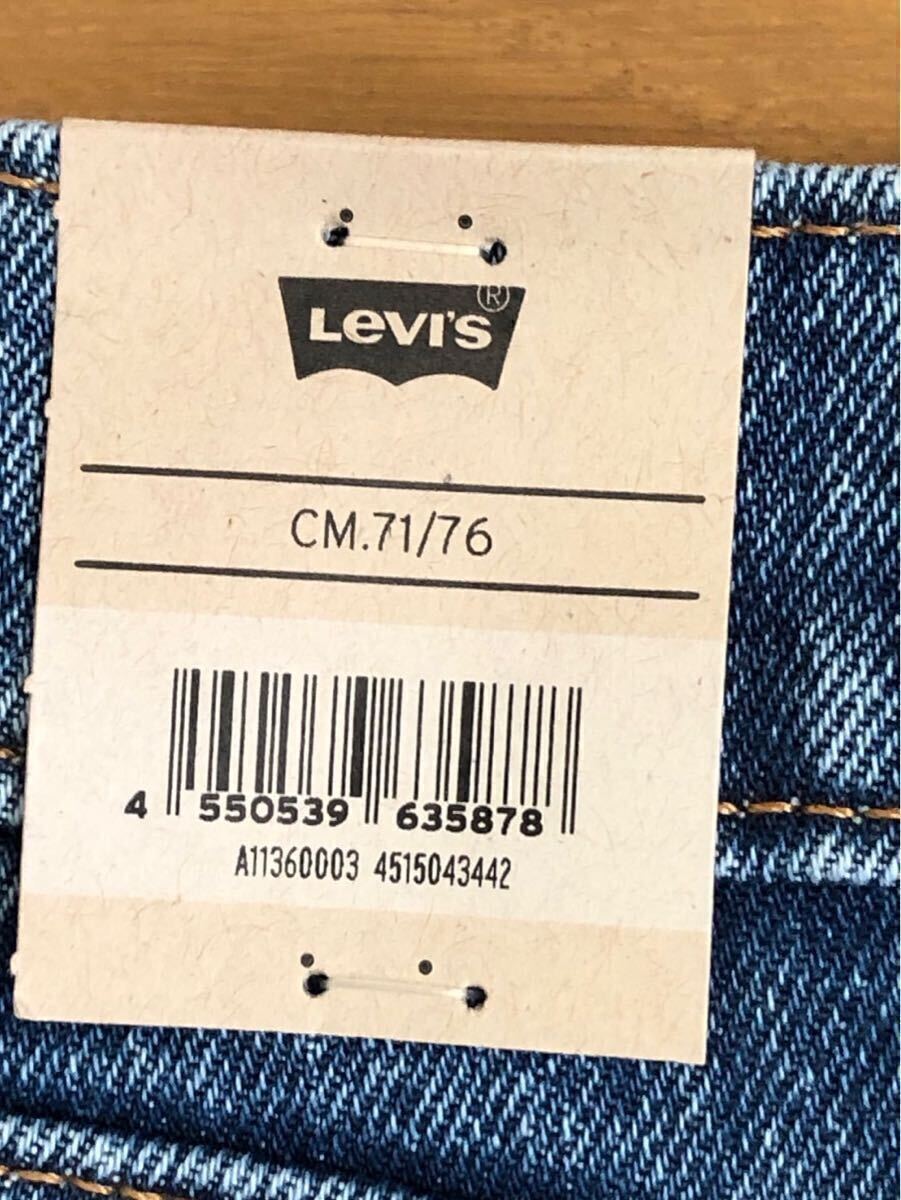 Levi's ®
CM.71/76
4 550539 635878
A11360003 4515043442